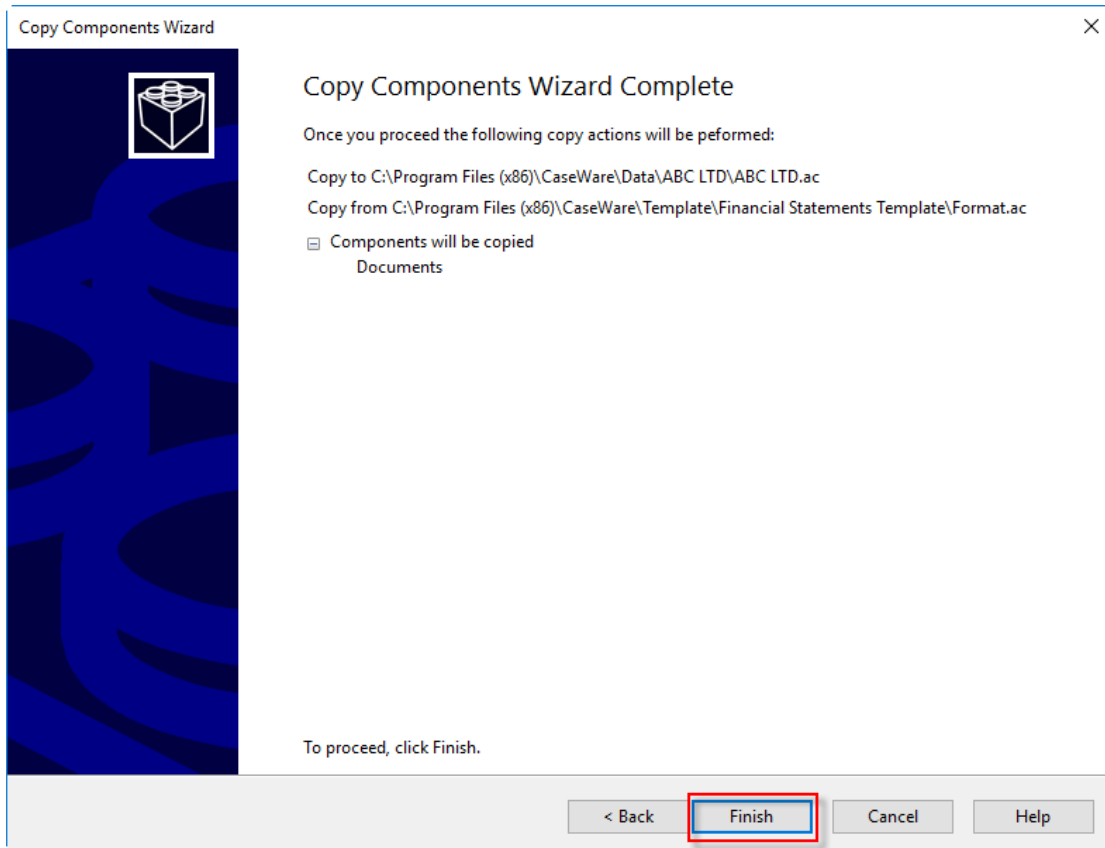 Copy Components Wizard
Copy Components Wizard Complete
Once you proceed the following copy actions will be peformed:
Copy to C:\Program Files (x86)\CaseWare\Data\ABC LTD\ABC LTD.ac
Copy from C:\Program Files (x86)\CaseWare\Template\Financial Statements Template\Format.ac
Components will be copied
Documents
To proceed, click Finish.
< Back Finish Cancel Help